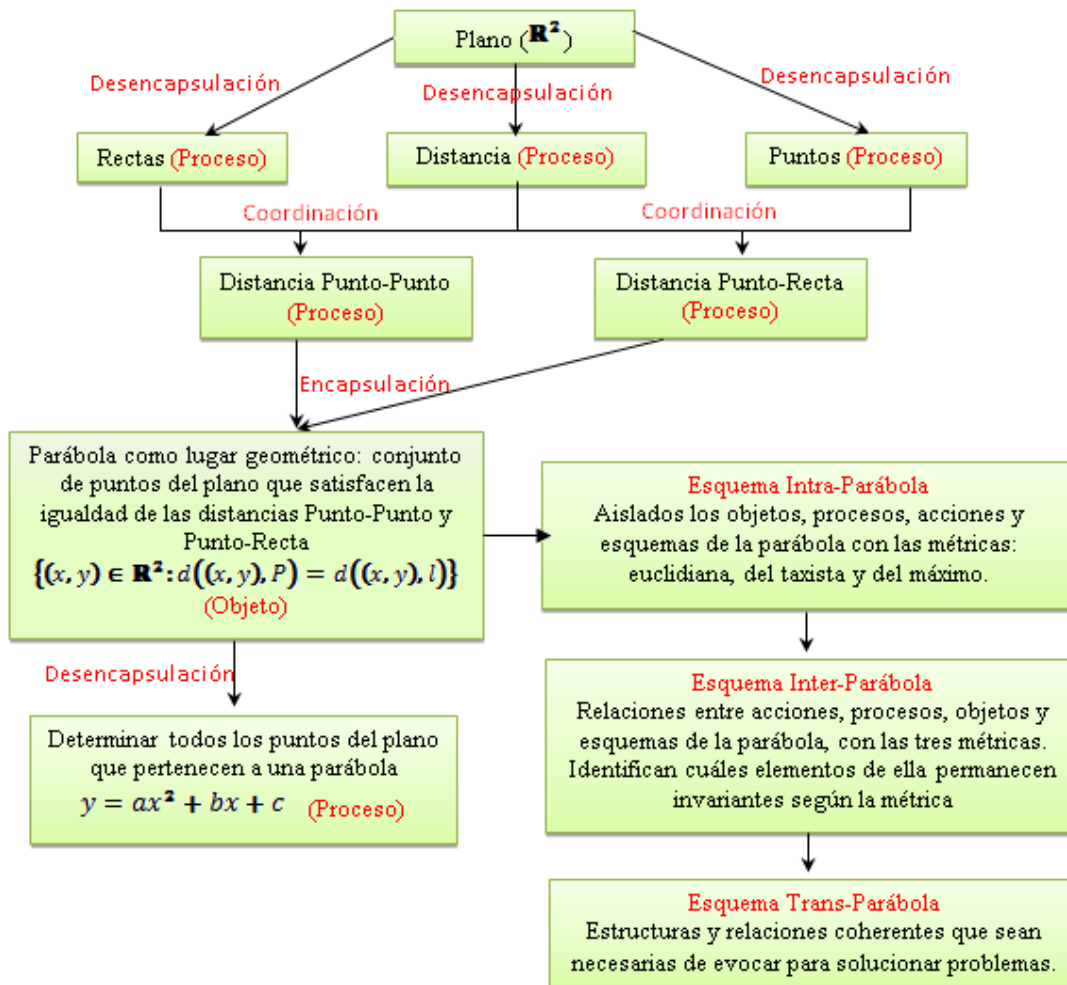 Plano (ℝ²)
Desencapsulación
Desencapsulación
Desencapsulación
Rectas (Proceso)
Distancia (Proceso)
Puntos (Proceso)
Coordinación
Coordinación
Distancia Punto-Punto
(Proceso)
Distancia Punto-Recta
(Proceso)
Encapsulación
Parábola como lugar geométrico: conjunto
de puntos del plano que satisfacen la
igualdad de las distancias Punto-Punto y
Punto-Recta
{(x, y) ∈ ℝ²: d((x, y), P) = d((x, y), l)}
(Objeto)
Desencapsulación
Determinar todos los puntos del plano
que pertenecen a una parábola
y = ax² + bx + c (Proceso)
Esquema Intra-Parábola
Aislados los objetos, procesos, acciones y
esquemas de la parábola con las métricas:
euclidiana, del taxista y del máximo.
Esquema Inter-Parábola
Relaciones entre acciones, procesos, objetos y
esquemas de la parábola, con las tres métricas.
Identifican cuáles elementos de ella permanecen
invariantes según la métrica
Esquema Trans-Parábola
Estructuras y relaciones coherentes que sean
necesarias de evocar para solucionar problemas.